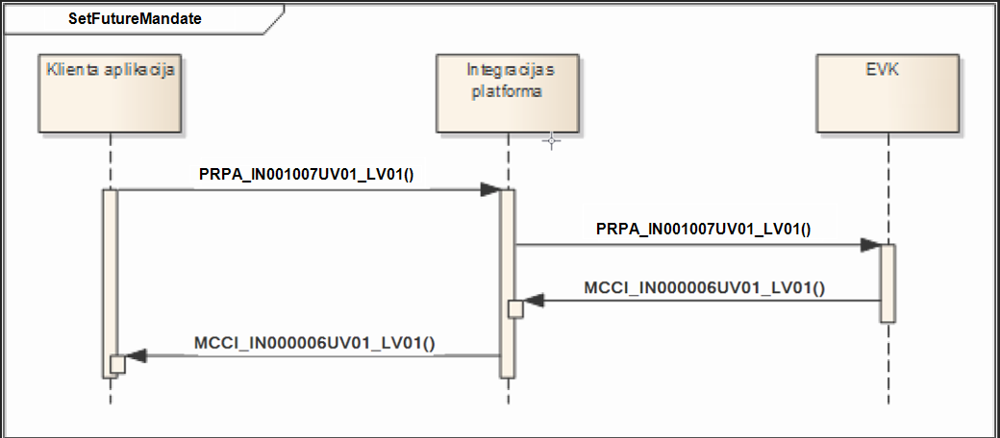 SetFutureMandate
Klienta aplikacija
Integracijas
platforma
EVK
PRPA_IN001007UV01_LV01()
PRPA_IN001007UV01_LV01()
MCCI_IN000006UV01_LV01()
MCCI_IN000006UV01_LV01()